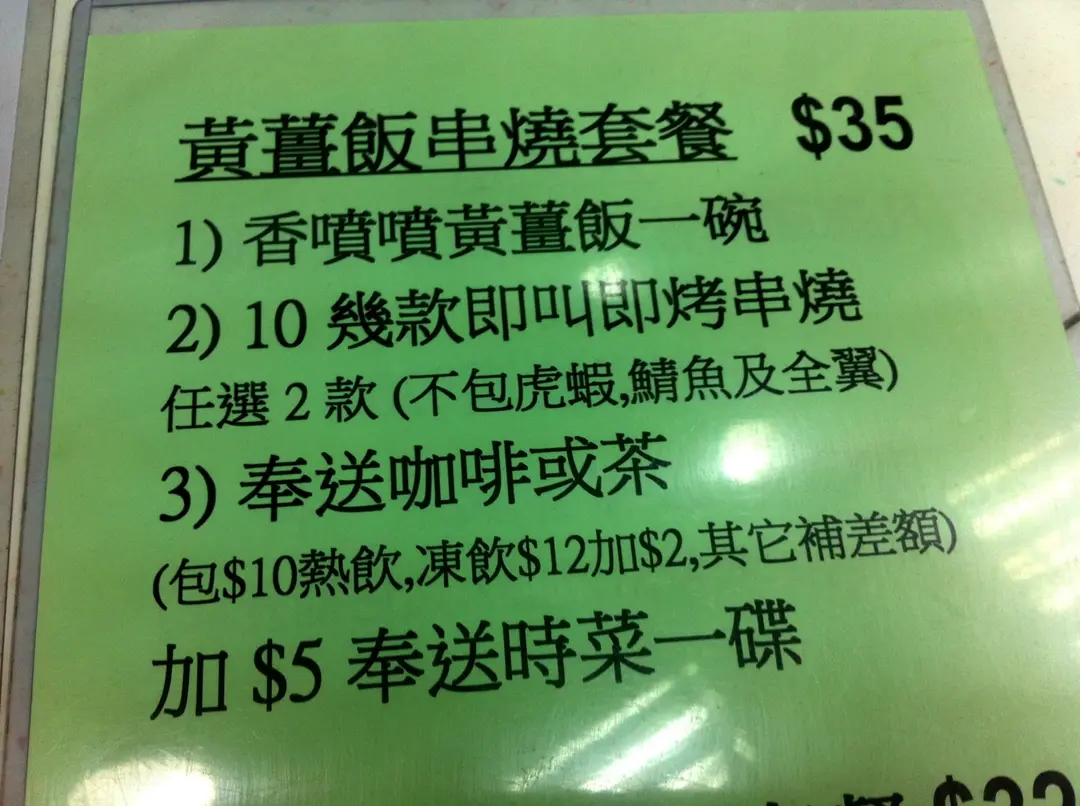 黃薑飯串燒套餐 $35
1) 香噴噴黃薑飯一碗
2) 10 幾款即叫即烤串燒
任選 2 款 (不包虎蝦,鯖魚及全翼)
3) 奉送咖啡或茶
(包$10熱飲,凍飲$12加$2,其它補差額)
加 $5 奉送時菜一碟